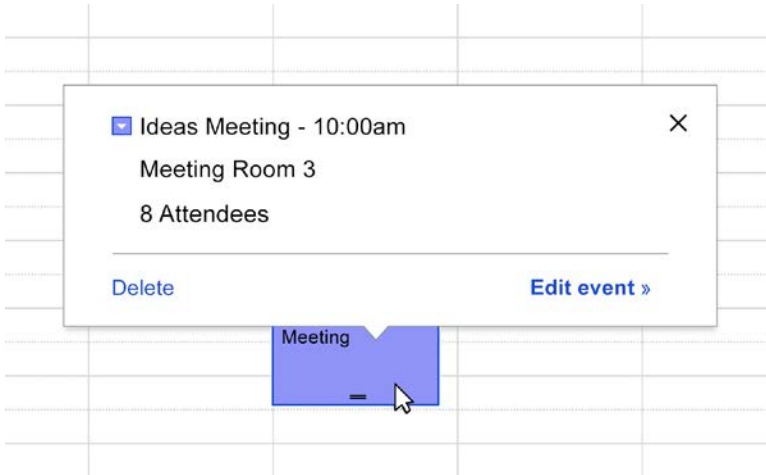 Ideas Meeting - 10:00am
Meeting Room 3
8 Attendees
Delete
Edit event »
Meeting